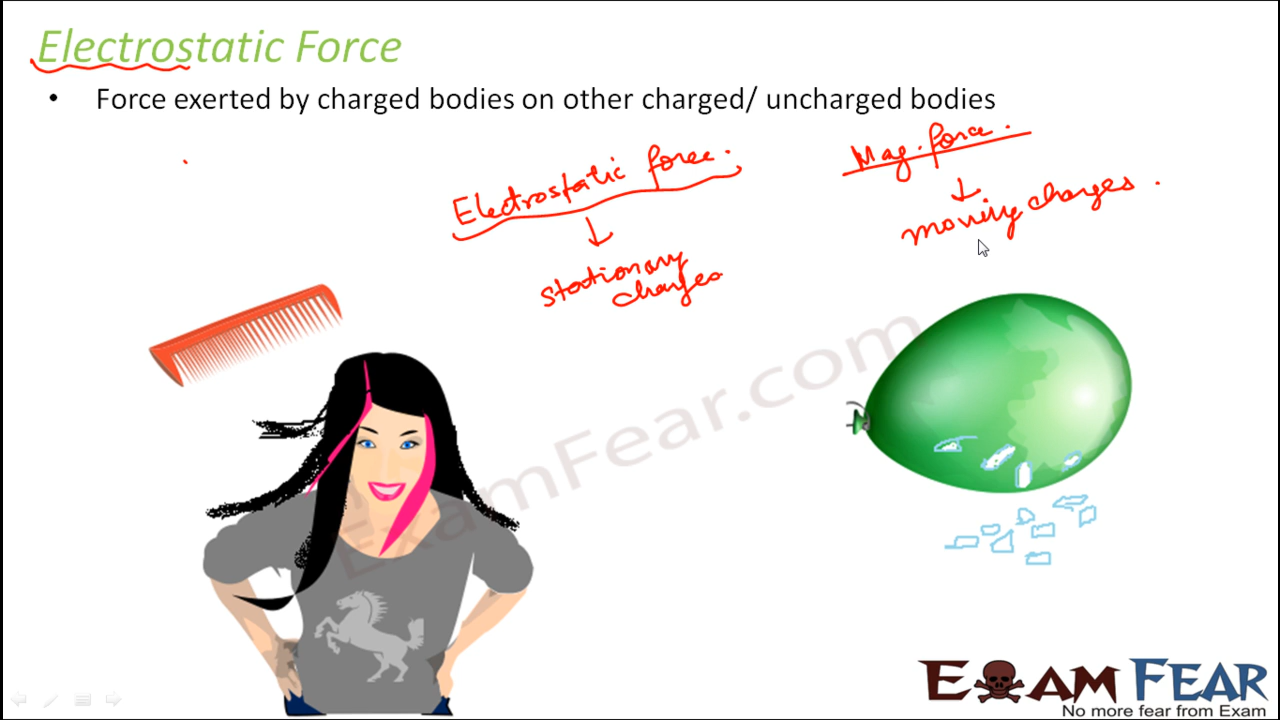 Electrostatic Force
• Force exerted by charged bodies on other charged/ uncharged bodies
Electrostatic force.
stationary
charges
Mag. force.
moving charges.
ExamFear.com
EXAM FEAR
No more fear from Exam